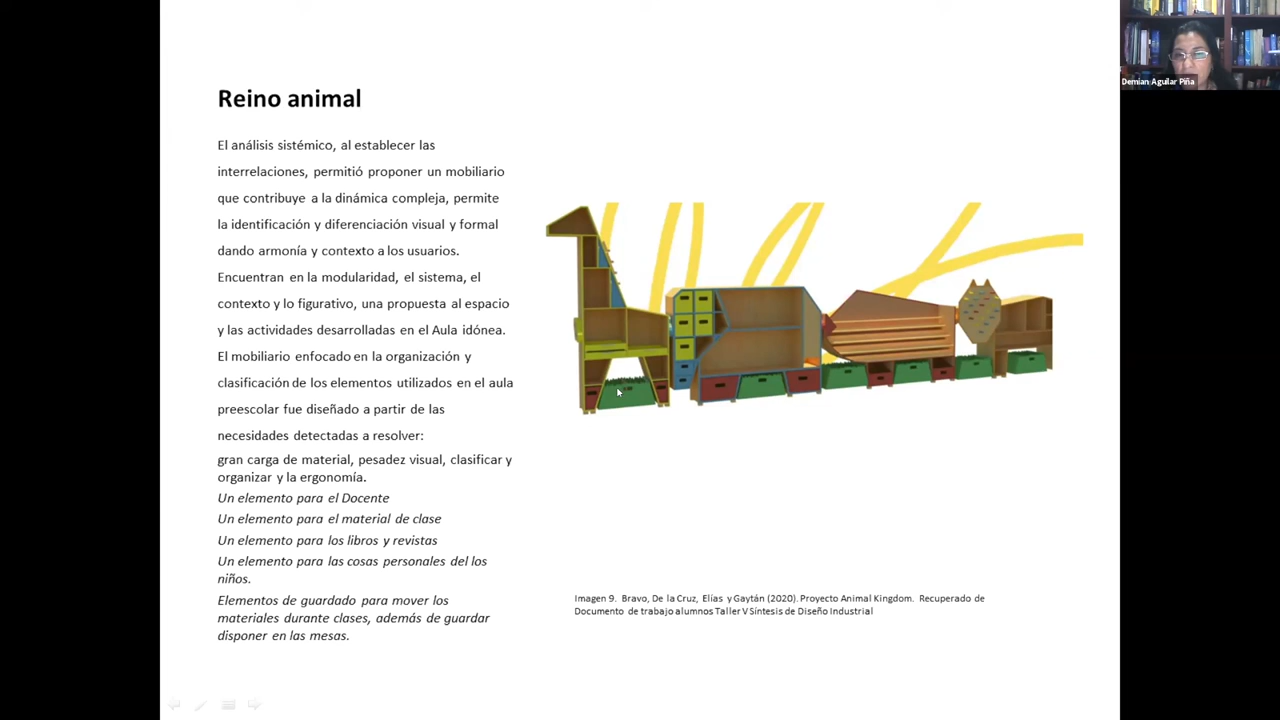 Reino animal
El análisis sistémico, al establecer las
interrelaciones, permitió proponer un mobiliario
que contribuye a la dinámica compleja, permite
la identificación y diferenciación visual y formal
dando armonía y contexto a los usuarios.
Encuentran en la modularidad, el sistema, el
contexto y lo figurativo, una propuesta al espacio
y las actividades desarrolladas en el Aula idónea.
El mobiliario enfocado en la organización y
clasificación de los elementos utilizados en el aula
preescolar fue diseñado a partir de las
necesidades detectadas a resolver:
gran carga de material, pesadez visual, clasificar y
organizar y la ergonomía.
Un elemento para el Docente
Un elemento para el material de clase
Un elemento para los libros y revistas
Un elemento para las cosas personales del los
niños.
Elementos de guardado para mover los
materiales durante clases, además de guardar
disponer en las mesas.
Imagen 9. Bravo, De la Cruz, Elías y Gaytán (2020). Proyecto Animal Kingdom. Recuperado de
Documento de trabajo alumnos Taller V Síntesis de Diseño Industrial
Demian Aguilar Piña